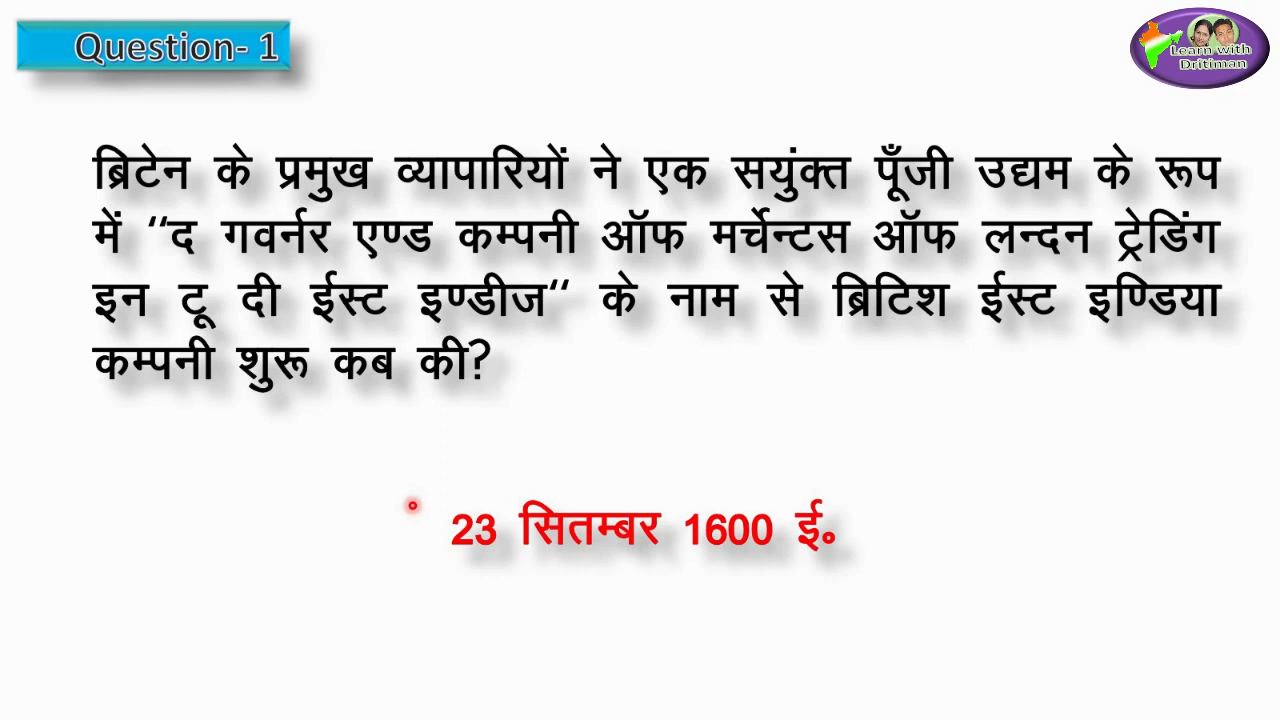 Question- 1
Learn with
Dritiman
ब्रिटेन के प्रमुख व्यापारियों ने एक सयुंक्त पूँजी उद्यम के रूप
में “द गवर्नर एण्ड कम्पनी ऑफ मर्चेन्टस ऑफ लन्दन ट्रेडिंग
इन टू दी ईस्ट इण्डीज“ के नाम से ब्रिटिश ईस्ट इण्डिया
कम्पनी शुरू कब की?
23 सितम्बर 1600 ई॰